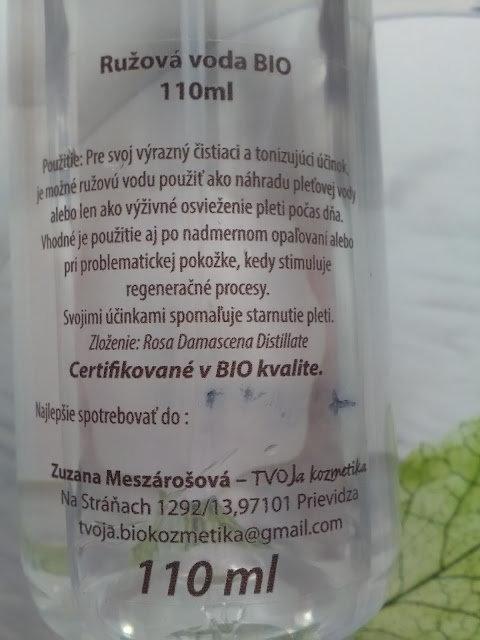 Ružová voda BIO
110ml
Použitie: Pre svoj výrazný čistiaci a tonizujúci účinok,
je možné ružovú vodu použiť ako náhradu pleťovej vody
alebo len ako výživné osvieženie pleti počas dňa.
Vhodné je použitie aj po nadmernom opaľovaní alebo
pri problematickej pokožke, kedy stimuluje
regeneračné procesy.
Svojimi účinkami spomaľuje starnutie pleti.
Zloženie: Rosa Damascena Distillate
Certifikované v BIO kvalite.
Najlepšie spotrebovať do :
Zuzana Meszárošová – TVOJa kozmetika
Na Stráňach 1292/13,97101 Prievidza
tvoja.biokozmetika@gmail.com
110 ml